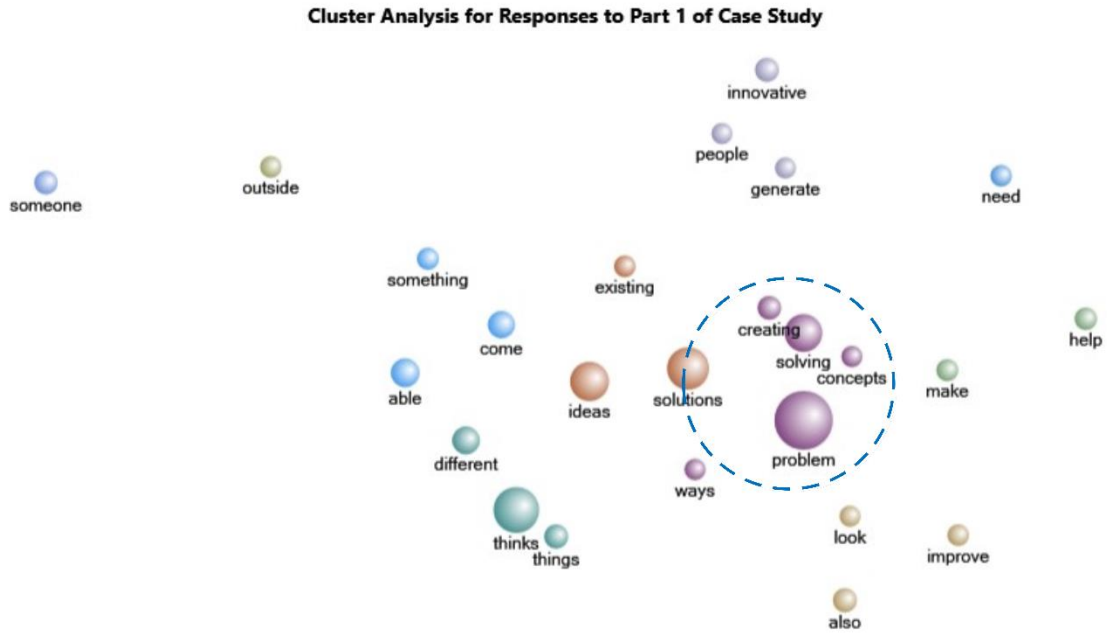 Cluster Analysis for Responses to Part 1 of Case Study
innovative
people
outside
generate
need
someone
something
existing
creating
help
come
solving
concepts
make
able
solutions
ideas
problem
different
ways
look
thinks
improve
things
also